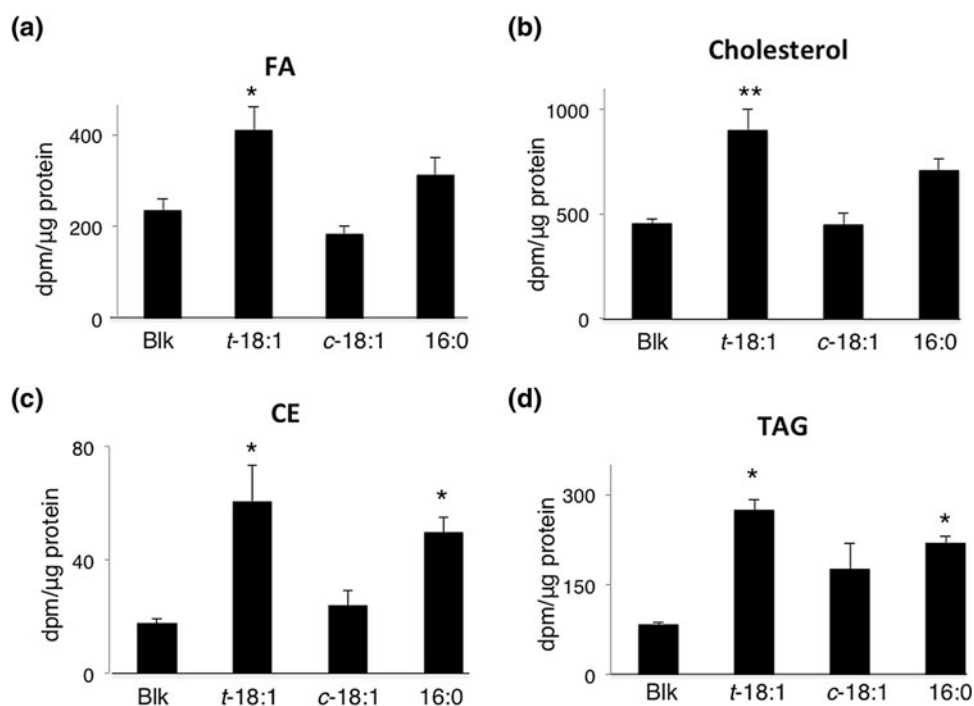 (a)
FA
dpm/µg protein
400
200
0
*
Blk t-18:1 c-18:1 16:0
(b)
Cholesterol
dpm/µg protein
1000
500
0
**
Blk t-18:1 c-18:1 16:0
(c)
CE
dpm/µg protein
80
40
0
*
*
Blk t-18:1 c-18:1 16:0
(d)
TAG
dpm/µg protein
300
150
0
*
*
Blk t-18:1 c-18:1 16:0